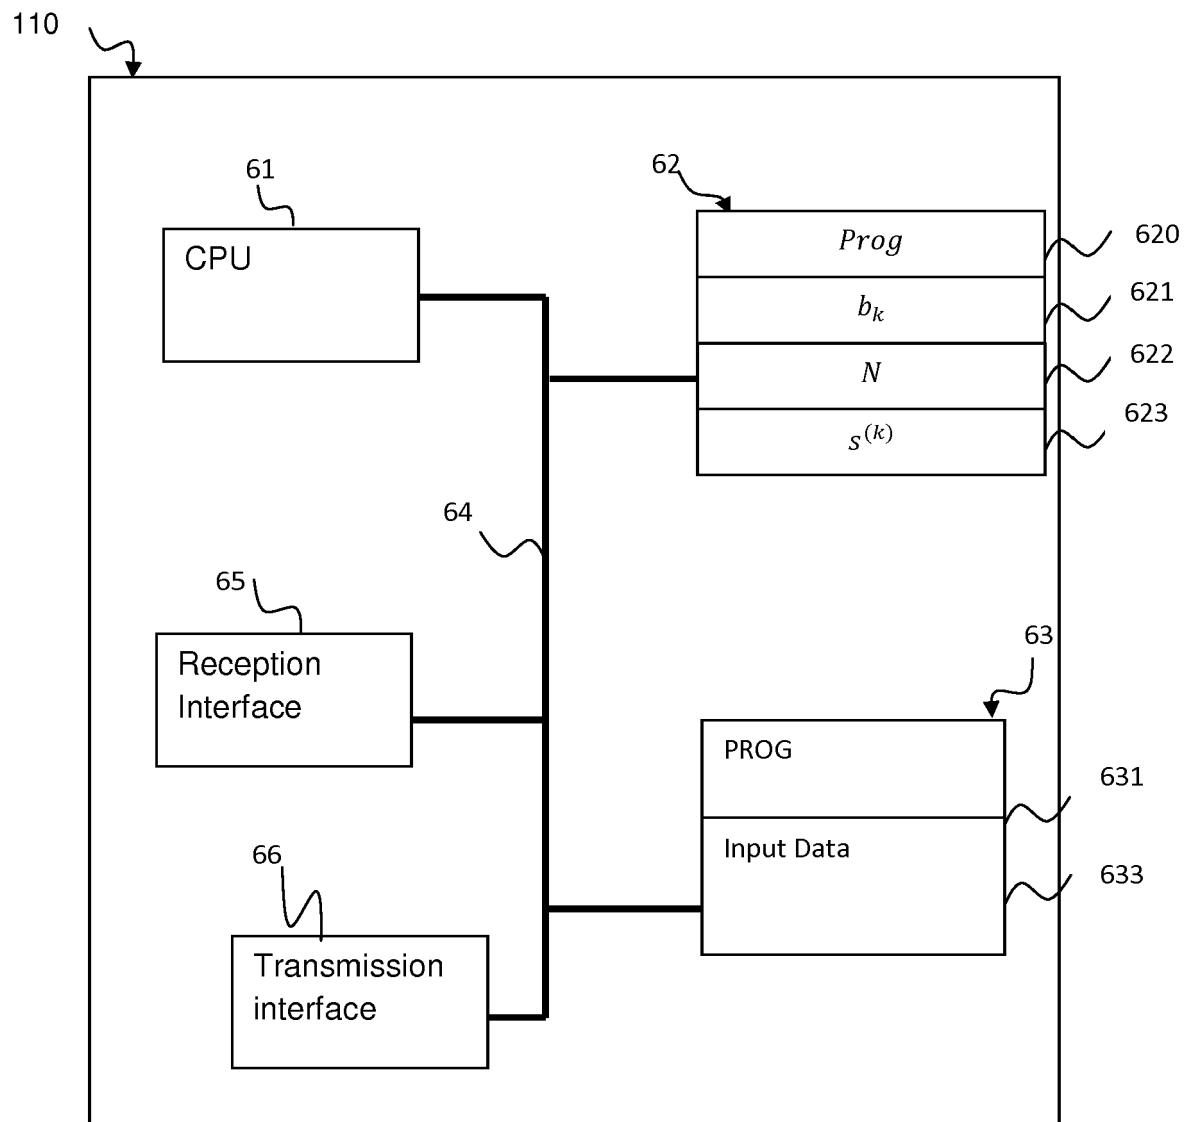 110
61
62
CPU
Prog
620
b_k
621
N
622
s^{(k)}
623
64
65
Reception
Interface
63
PROG
631
Input Data
633
66
Transmission
interface